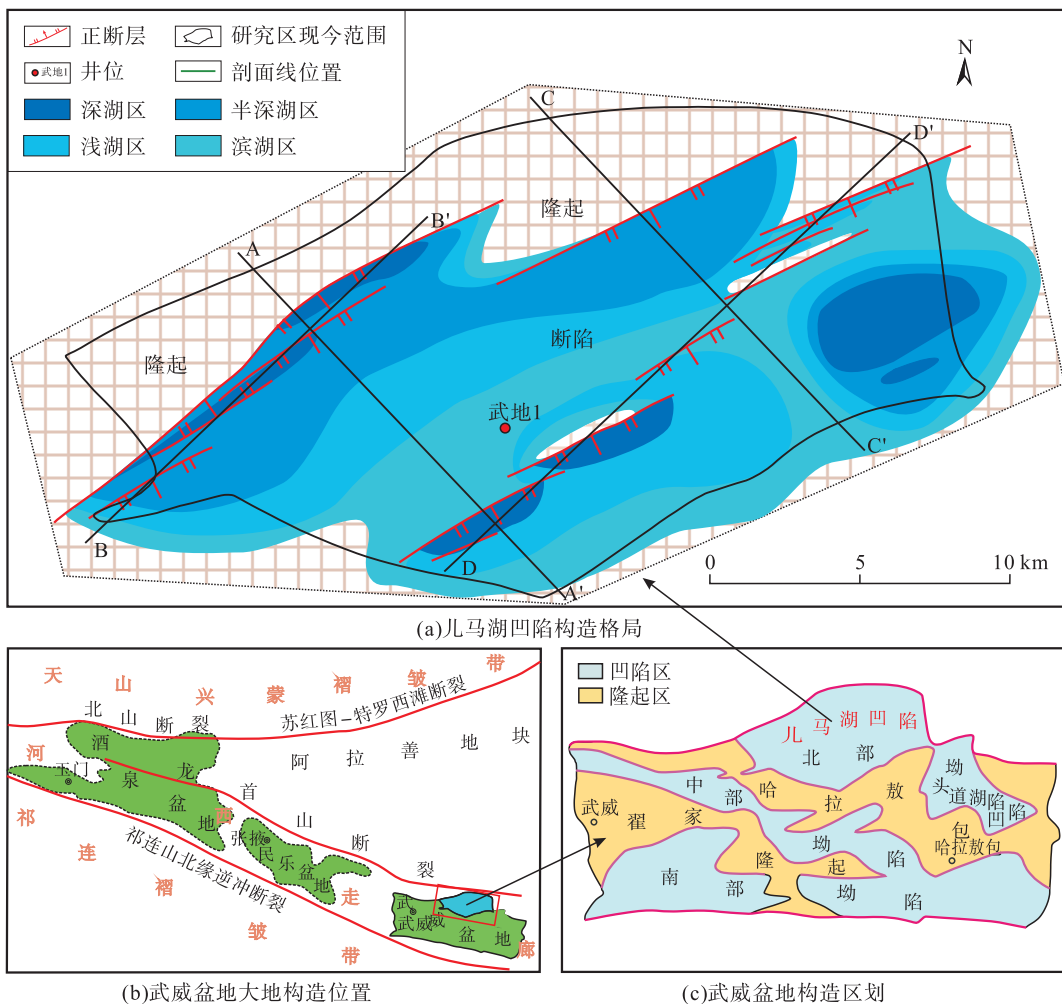 正断层
研究区现今范围
武地1
井位
剖面线位置
深湖区
半深湖区
浅湖区
滨湖区
N
C
D'
B'
隆起
A
断陷
隆起
武地1
C'
B
D
A'
0
5
10 km
(a)儿马湖凹陷构造格局
天山兴蒙褶皱带
苏红图–特罗西滩断裂
北山断裂
阿拉善地块
河西走廊
酒泉盆地
玉门
龙首山断裂
张掖
民乐盆地
祁连山北缘逆冲断裂
祁连褶皱带
武威盆地
武威
(b)武威盆地大地构造位置
凹陷区
隆起区
儿马湖凹陷
北部坳陷
头道湖凹陷
中部坳陷
哈拉敖包
武威
翟家隆起
哈拉敖包
南部坳陷
(c)武威盆地构造区划